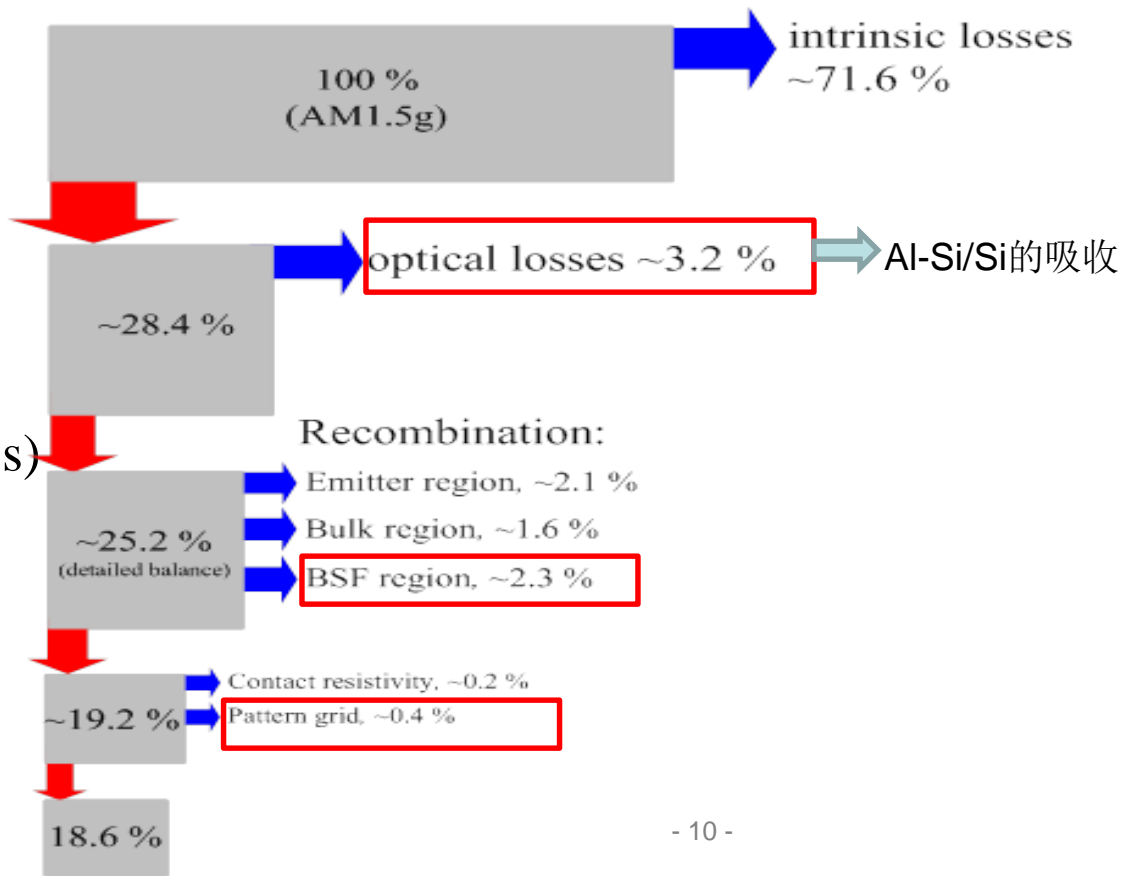 intrinsic losses
~71.6 %
100 %
(AM1.5g)
optical losses ~3.2 %
Al-Si/Si的吸收
~28.4 %
Recombination:
s)
Emitter region, ~2.1 %
Bulk region, ~1.6 %
~25.2 %
(detailed balance)
BSF region, ~2.3 %
Contact resistivity, ~0.2 %
~19.2 %
Pattern grid, ~0.4 %
18.6 %
- 10 -